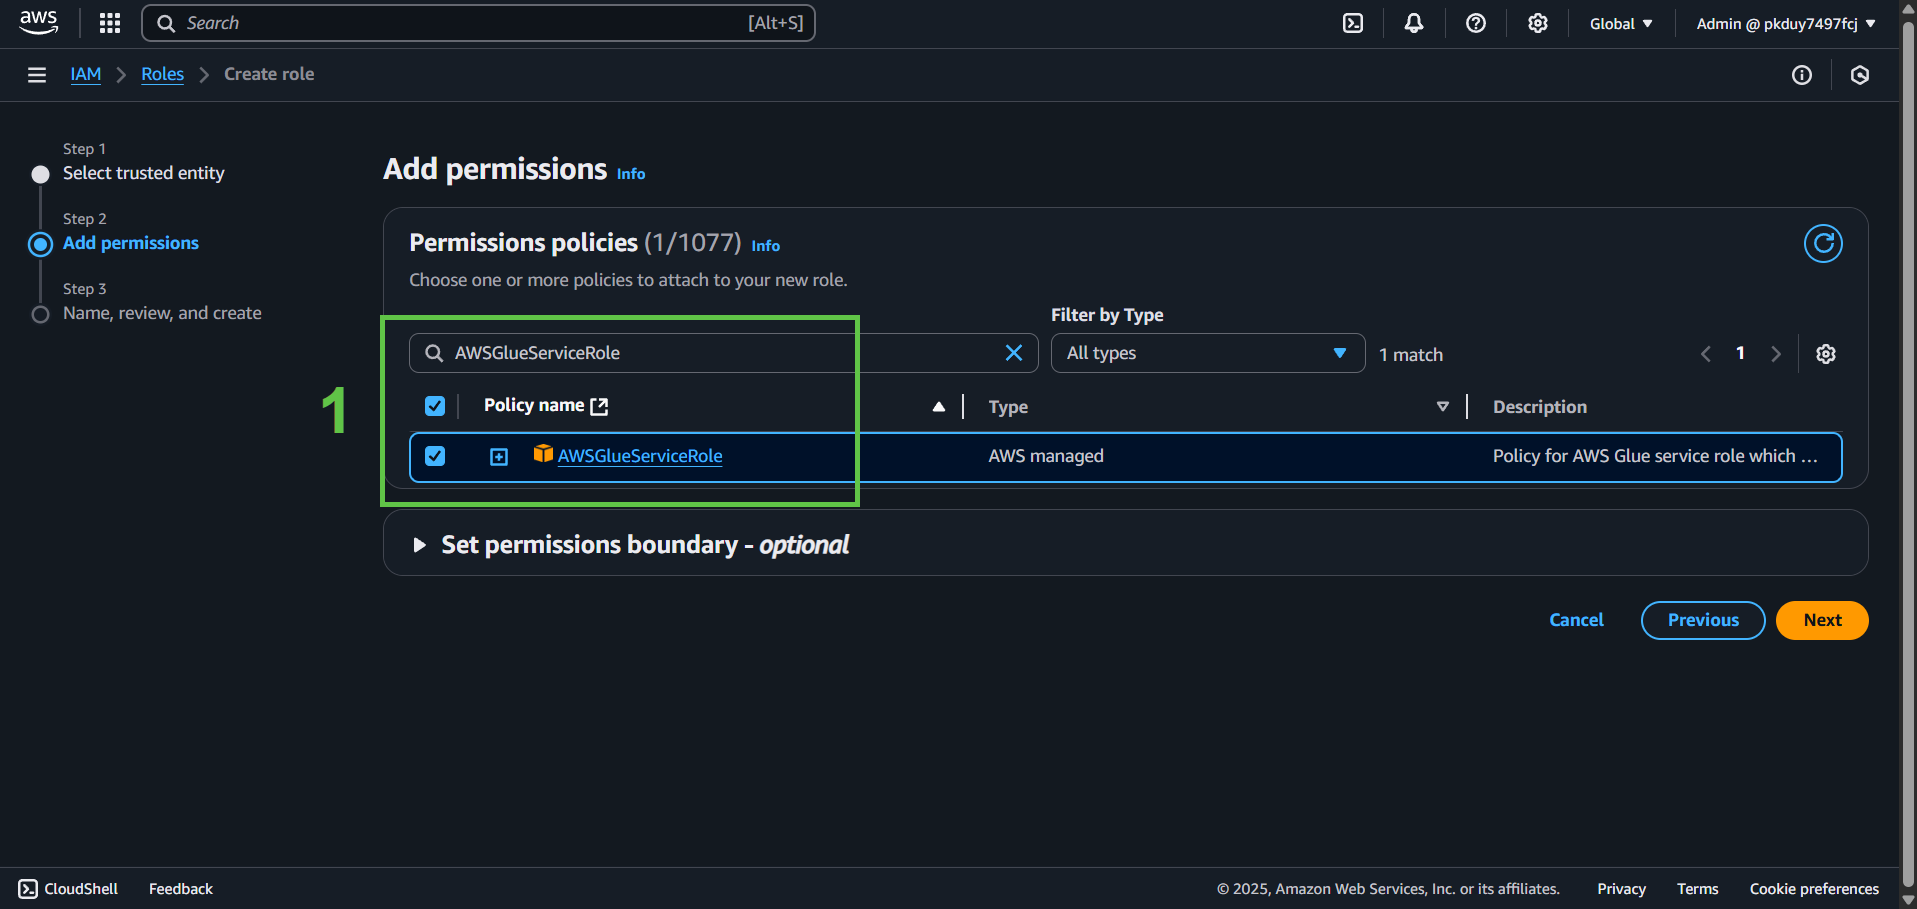 aws
Search
[Alt+S]
Global
Admin @ pkduy7497fcj
IAM
Roles
Create role
Step 1
Select trusted entity
Step 2
Add permissions
Step 3
Name, review, and create
Add permissions Info
Permissions policies (1/1077) Info
Choose one or more policies to attach to your new role.
Filter by Type
AWSGlueServiceRole
All types
1 match
1
1
Policy name
Type
Description
AWSGlueServiceRole
AWS managed
Policy for AWS Glue service role which ...
Set permissions boundary - optional
Cancel
Previous
Next
CloudShell
Feedback
© 2025, Amazon Web Services, Inc. or its affiliates.
Privacy
Terms
Cookie preferences